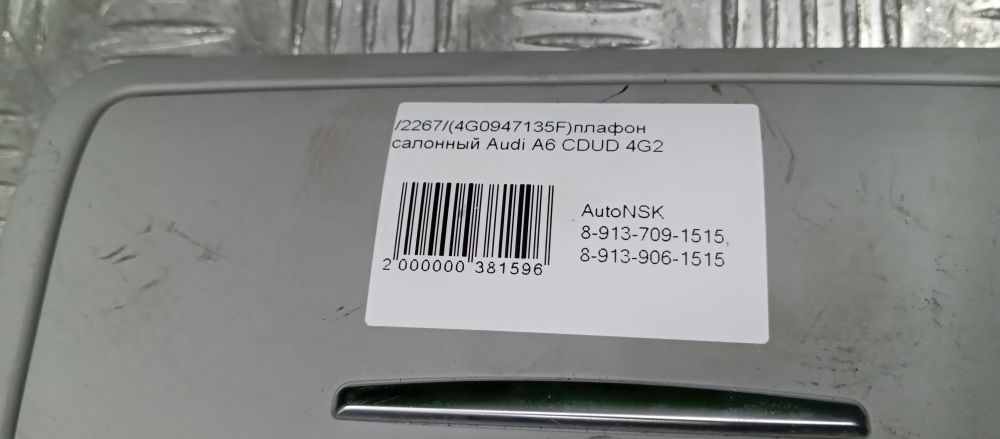 /2267/(4G0947135F)плафон
салонный Audi A6 CDUD 4G2
AutoNSK
8-913-709-1515,
8-913-906-1515
2 000000 381596